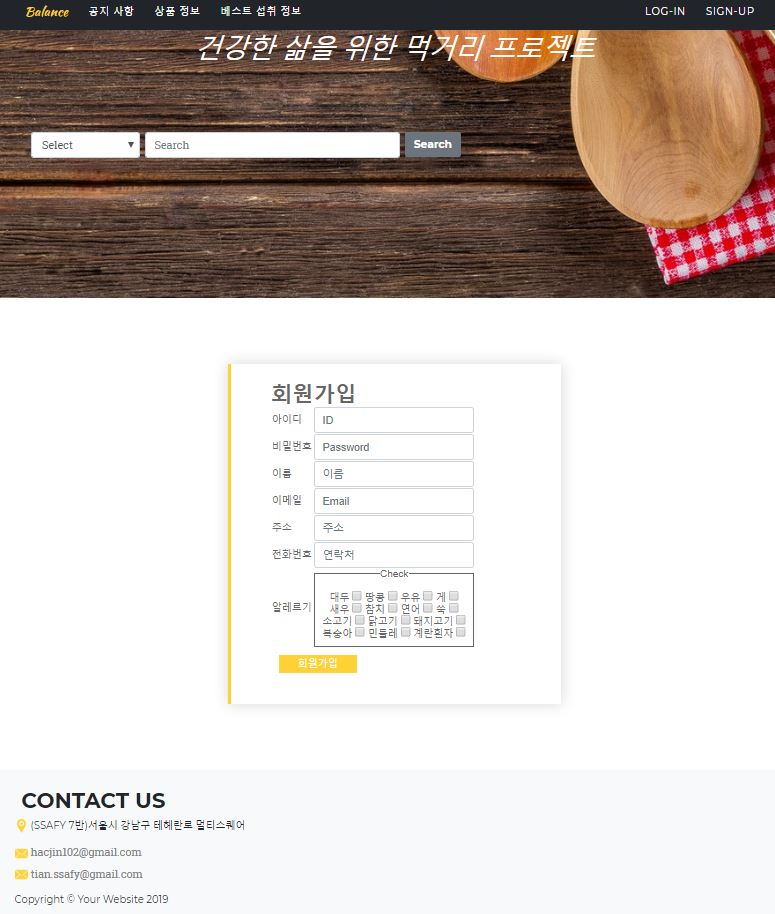 Balance 공지 사항 상품 정보 베스트 섭취 정보 LOG-IN SIGN-UP
건강한 삶을 위한 먹거리 프로젝트
Select Search Search
회원가입
아이디 ID
비밀번호 Password
이름 이름
이메일 Email
주소 주소
전화번호 연락처
Check
대두 땅콩 우유 게
알레르기 새우 참치 연어 쑥
소고기 닭고기 돼지고기
복숭아 민들레 계란흰자
회원가입
CONTACT US
(SSAFY 7반)서울시 강남구 테헤란로 멀티스퀘어
hacjin102@gmail.com
tian.ssafy@gmail.com
Copyright © Your Website 2019